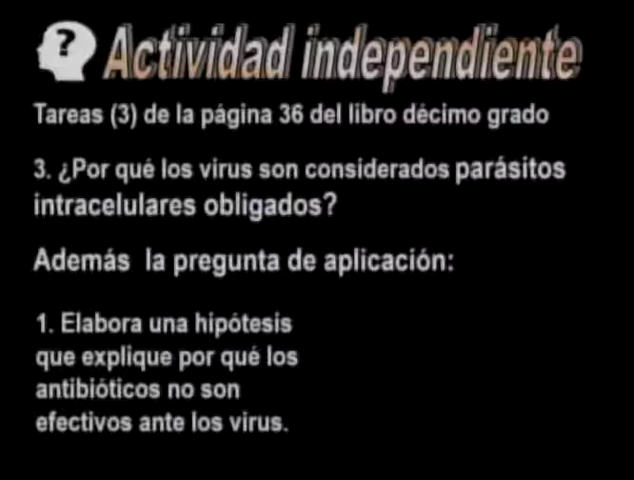 ?
Actividad independiente
Tareas (3) de la página 36 del libro décimo grado
3. ¿Por qué los virus son considerados parásitos
intracelulares obligados?
Además la pregunta de aplicación:
1. Elabora una hipótesis
que explique por qué los
antibióticos no son
efectivos ante los virus.